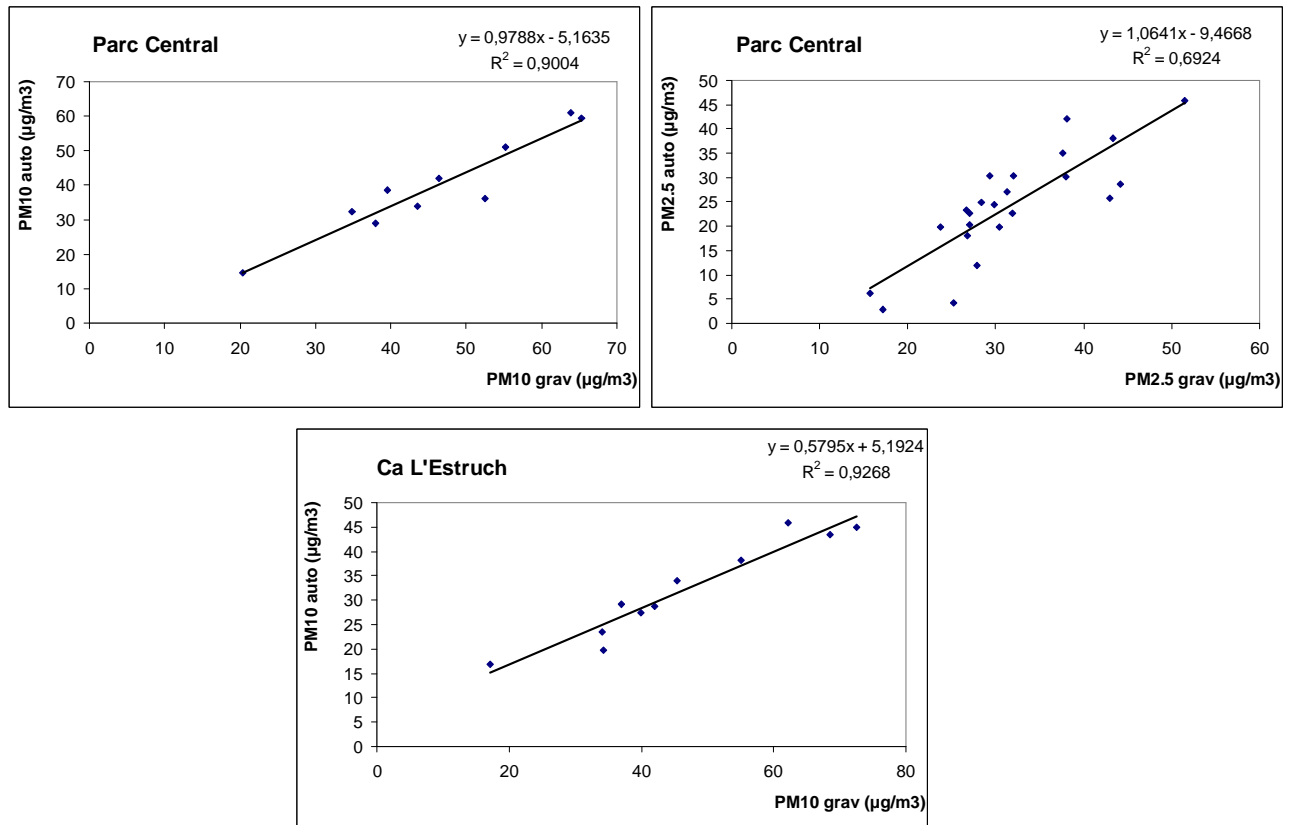 Parc Central
y = 0,9788x - 5,1635
R² = 0,9004
PM10 auto (µg/m3)
70
60
50
40
30
20
10
0
0 10 20 30 40 50 60 70
PM10 grav (µg/m3)
Parc Central
y = 1,0641x - 9,4668
R² = 0,6924
PM2.5 auto (µg/m3)
50
45
40
35
30
25
20
15
10
5
0
0 10 20 30 40 50 60
PM2.5 grav (µg/m3)
Ca L'Estruch
y = 0,5795x + 5,1924
R² = 0,9268
PM10 auto (µg/m3)
50
45
40
35
30
25
20
15
10
5
0
0 20 40 60 80
PM10 grav (µg/m3)